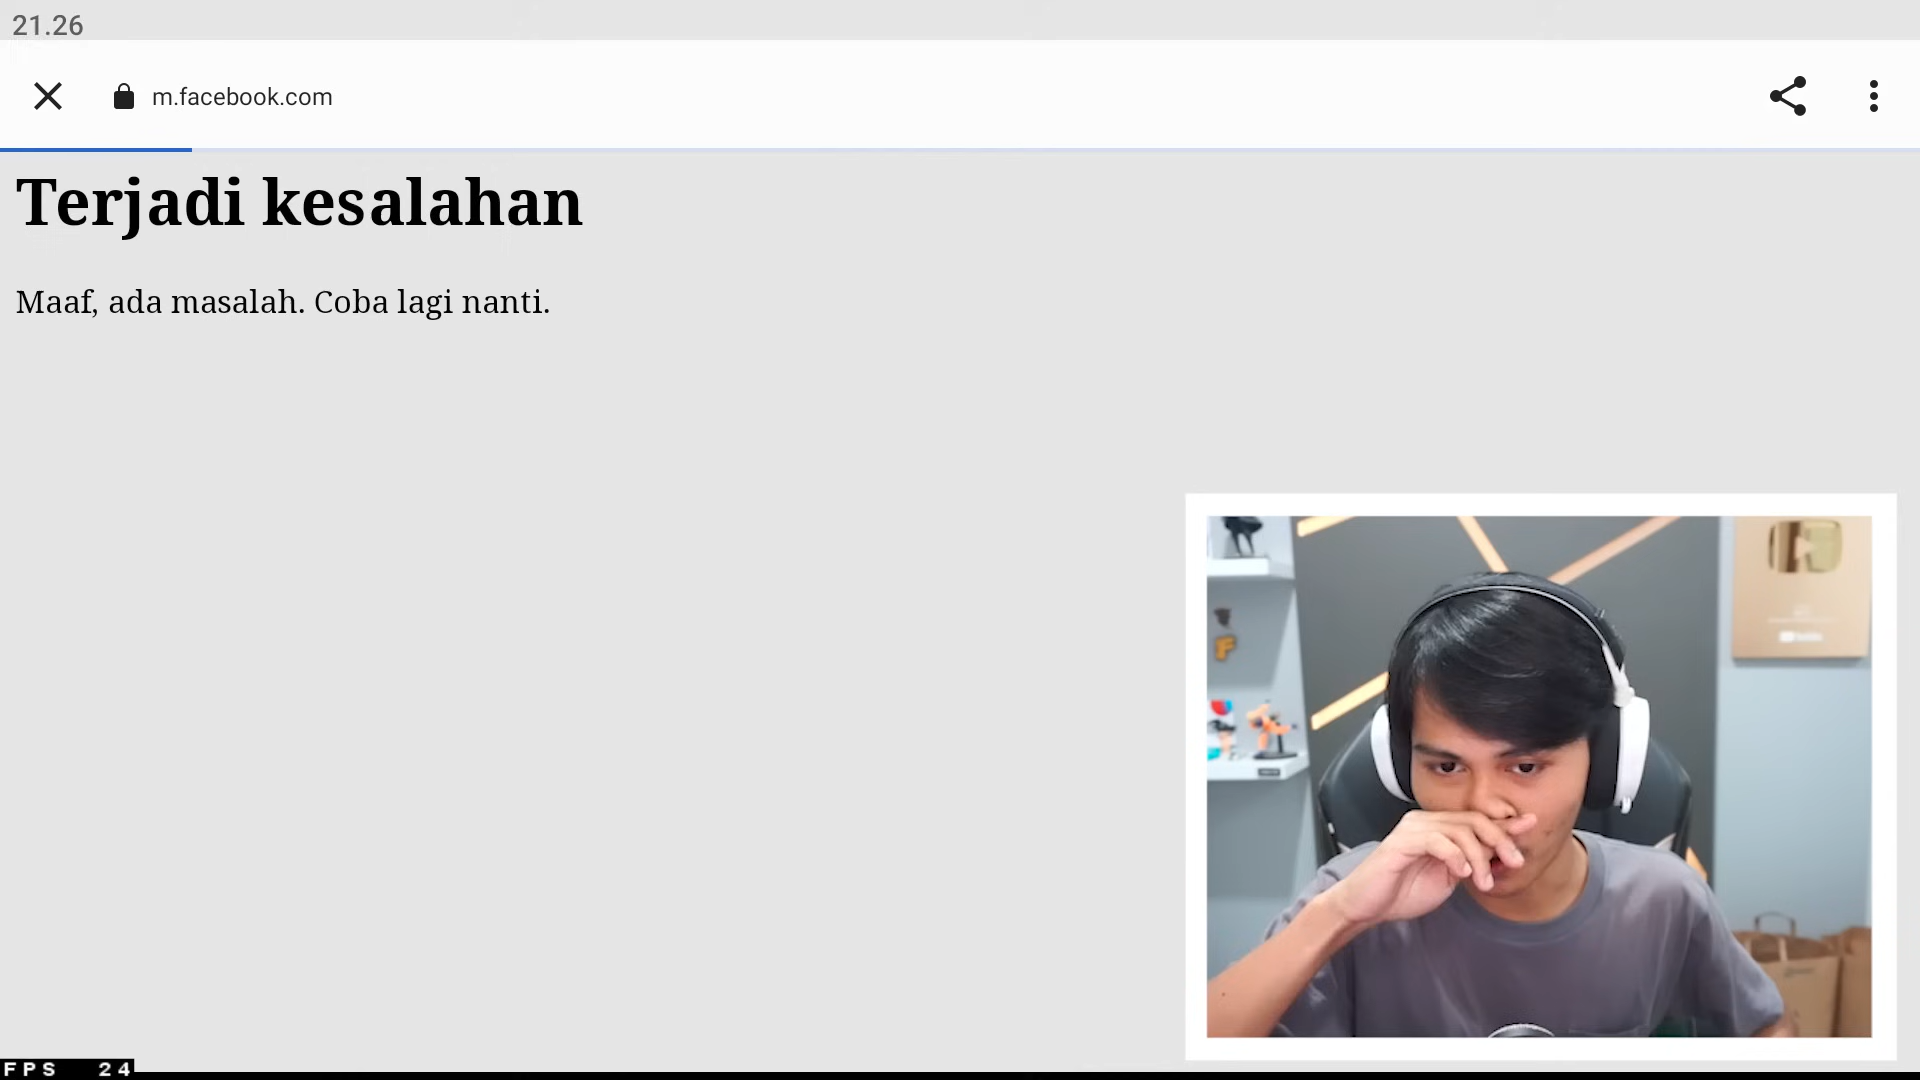 21.26
m.facebook.com
Terjadi kesalahan
Maaf, ada masalah. Coba lagi nanti.
F
FPS 24